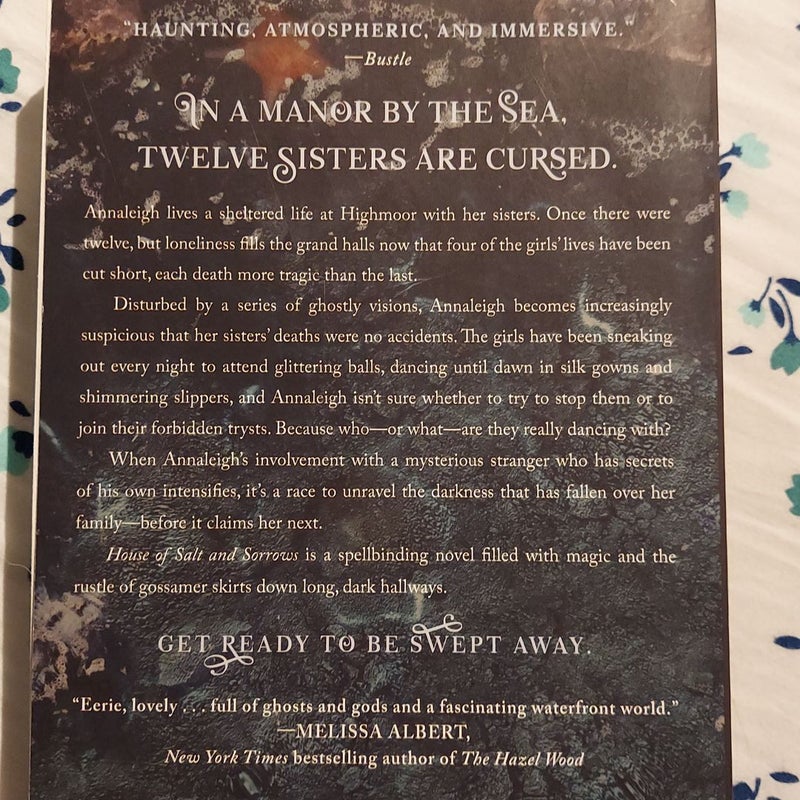 “HAUNTING, ATMOSPHERIC, AND IMMERSIVE.”
—Bustle
IN A MANOR BY THE SEA,
TWELVE SISTERS ARE CURSED.
Annaleigh lives a sheltered life at Highmoor with her sisters. Once there were
twelve, but loneliness fills the grand halls now that four of the girls’ lives have been
cut short, each death more tragic than the last.
Disturbed by a series of ghostly visions, Annaleigh becomes increasingly
suspicious that her sisters’ deaths were no accidents. The girls have been sneaking
out every night to attend glittering balls, dancing until dawn in silk gowns and
shimmering slippers, and Annaleigh isn’t sure whether to try to stop them or to
join their forbidden trysts. Because who—or what—are they really dancing with?
When Annaleigh’s involvement with a mysterious stranger who has secrets
of his own intensifies, it’s a race to unravel the darkness that has fallen over her
family—before it claims her next.
House of Salt and Sorrows is a spellbinding novel filled with magic and the
rustle of gossamer skirts down long, dark hallways.
GET READY TO BE SWEPT AWAY.
“Eerie, lovely . . . full of ghosts and gods and a fascinating waterfront world.”
—MELISSA ALBERT,
New York Times bestselling author of The Hazel Wood